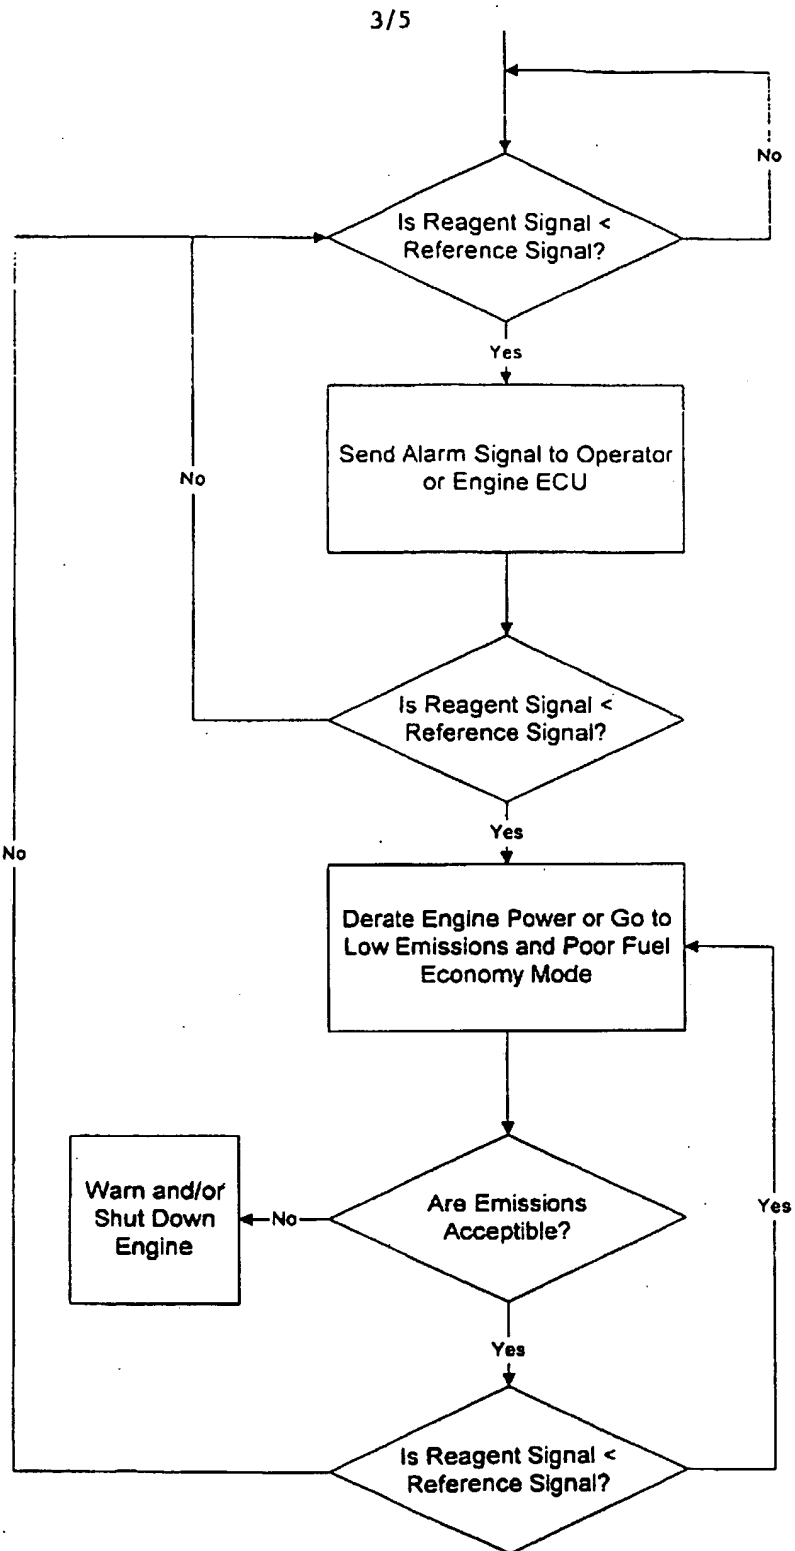 3/5
No
Is Reagent Signal <
Reference Signal?
Yes
Send Alarm Signal to Operator
or Engine ECU
No
Is Reagent Signal <
Reference Signal?
Yes
No
Derate Engine Power or Go to
Low Emissions and Poor Fuel
Economy Mode
Warn and/or
Shut Down
Engine
No
Are Emissions
Acceptible?
Yes
Yes
Is Reagent Signal <
Reference Signal?